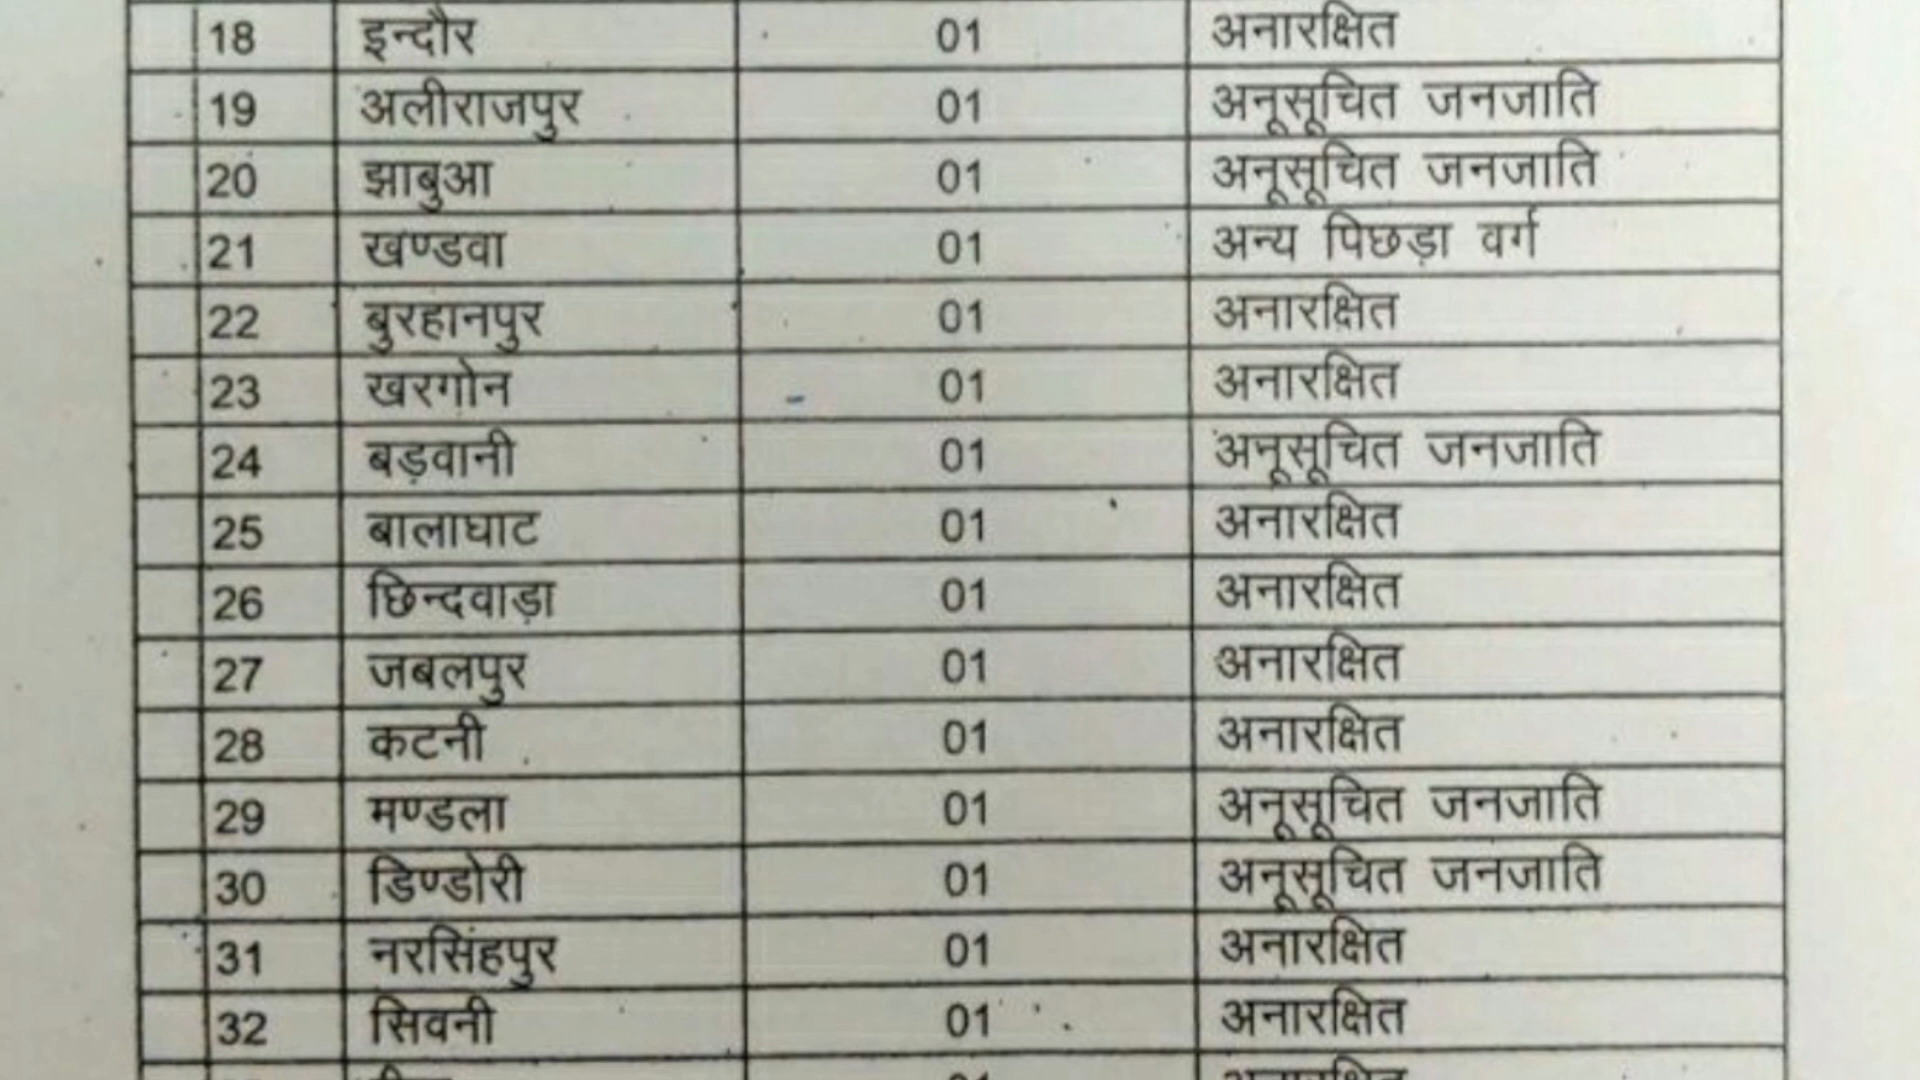 18 इन्दौर 01 अनारक्षित
19 अलीराजपुर 01 अनूसूचित जनजाति
20 झाबुआ 01 अनूसूचित जनजाति
21 खण्डवा 01 अन्य पिछड़ा वर्ग
22 बुरहानपुर 01 अनारक्षित
23 खरगोन 01 अनारक्षित
24 बड़वानी 01 अनूसूचित जनजाति
25 बालाघाट 01 अनारक्षित
26 छिन्दवाड़ा 01 अनारक्षित
27 जबलपुर 01 अनारक्षित
28 कटनी 01 अनारक्षित
29 मण्डला 01 अनूसूचित जनजाति
30 डिण्डोरी 01 अनूसूचित जनजाति
31 नरसिंहपुर 01 अनारक्षित
32 सिवनी 01 अनारक्षित